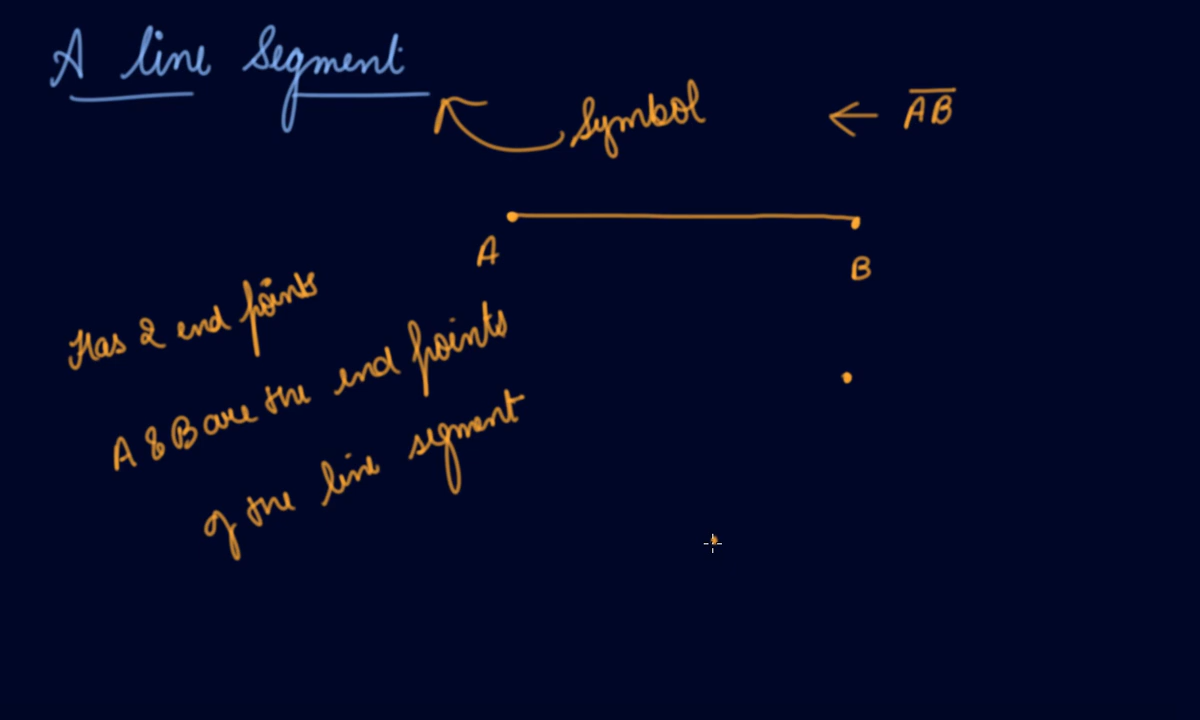 A line Segment
Symbol ← AB
A
B
Has 2 end points
A & B are the end points
of the line segment